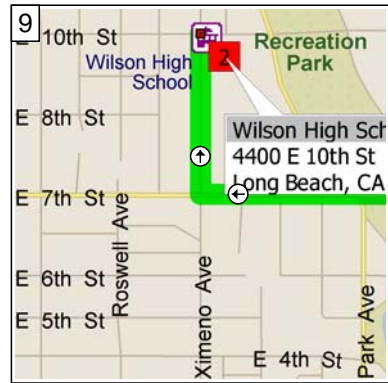 9
E 10th St
Recreation
Park
Wilson High
School
2
E 8th St
Wilson High Sch
4400 E 10th St
Long Beach, CA
E 7th St
Roswell Ave
Ximeno Ave
Park Ave
E 6th St
E 5th St
E 4th St